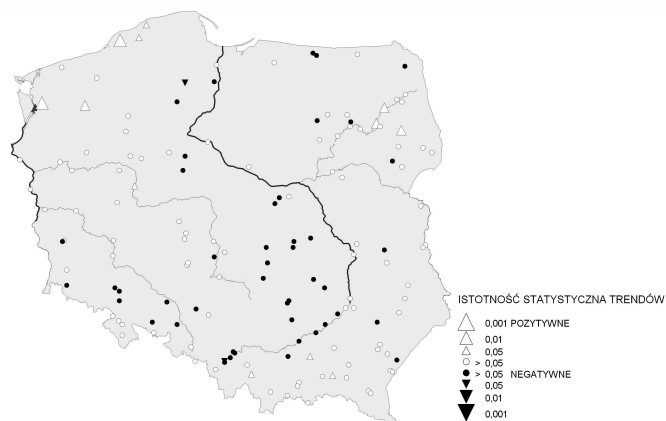 ISTOTNOŚĆ STATYSTYCZNA TRENDÓW
0,001 POZYTYWNE
0,01
0,05
> 0,05
> 0,05 NEGATYWNE
0,05
0,01
0,001